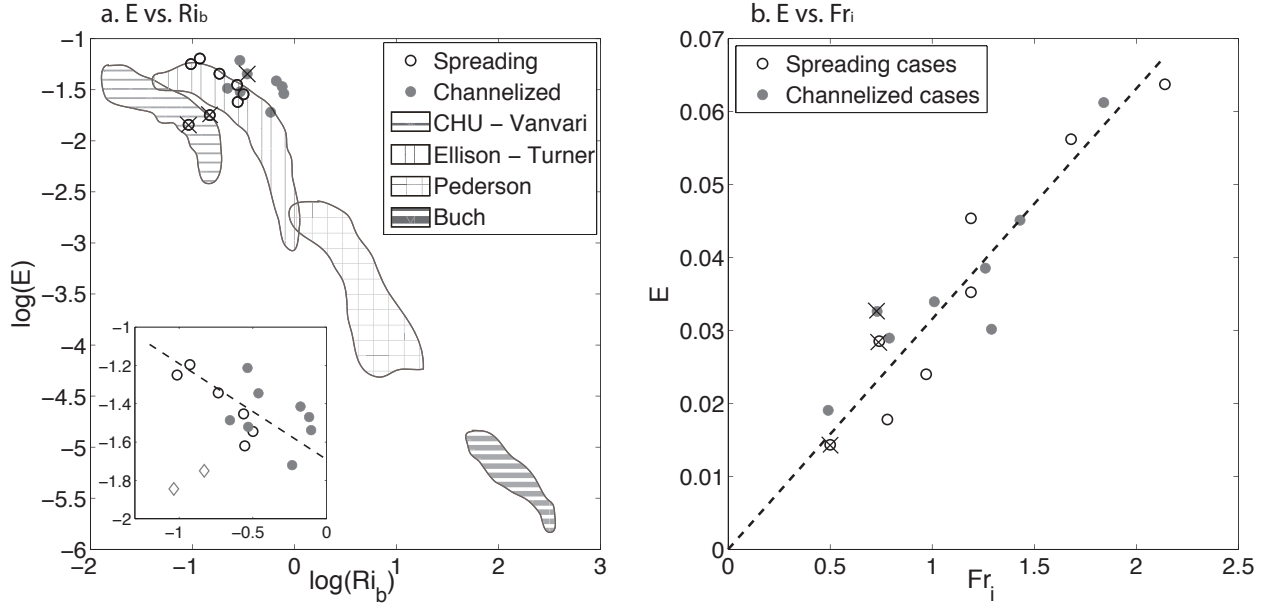 a. E vs. Rib
−1
−1.5
−2
−2.5
−3
−3.5
−4
−4.5
−5
−5.5
−6
log(E)
Spreading
Channelized
CHU − Vanvari
Ellison − Turner
Pederson
Buch
−1
−1.2
−1.4
−1.6
−1.8
−2
−1 −0.5 0
−2 −1 0 1 2 3
log(Rib)
b. E vs. Fri
0.07
0.06
0.05
0.04
0.03
0.02
0.01
0
E
Spreading cases
Channelized cases
0 0.5 1 1.5 2 2.5
Fri